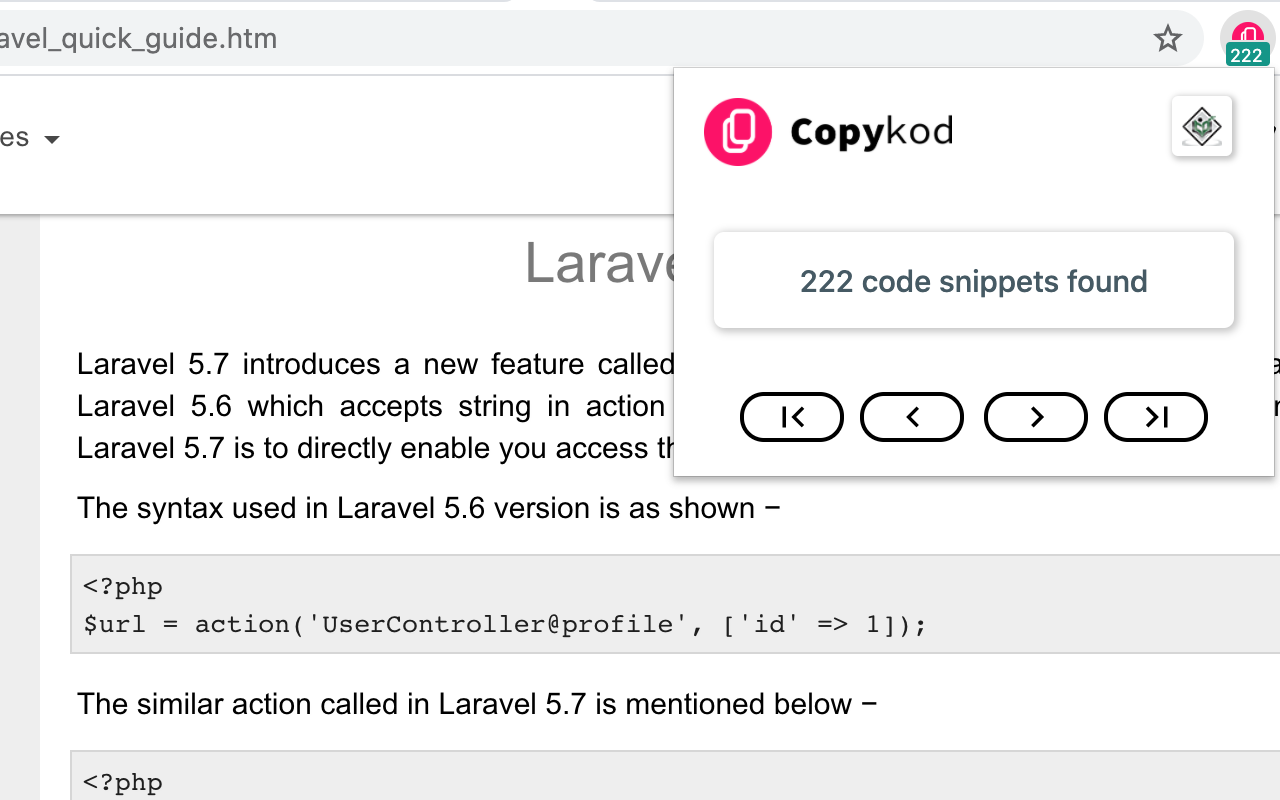 avel_quick_guide.htm
222
es
Copykod
222 code snippets found
Larave
Laravel 5.7 introduces a new feature called
Laravel 5.6 which accepts string in action
Laravel 5.7 is to directly enable you access th
The syntax used in Laravel 5.6 version is as shown −
<?php
$url = action('UserController@profile', ['id' => 1]);
The similar action called in Laravel 5.7 is mentioned below −
<?php